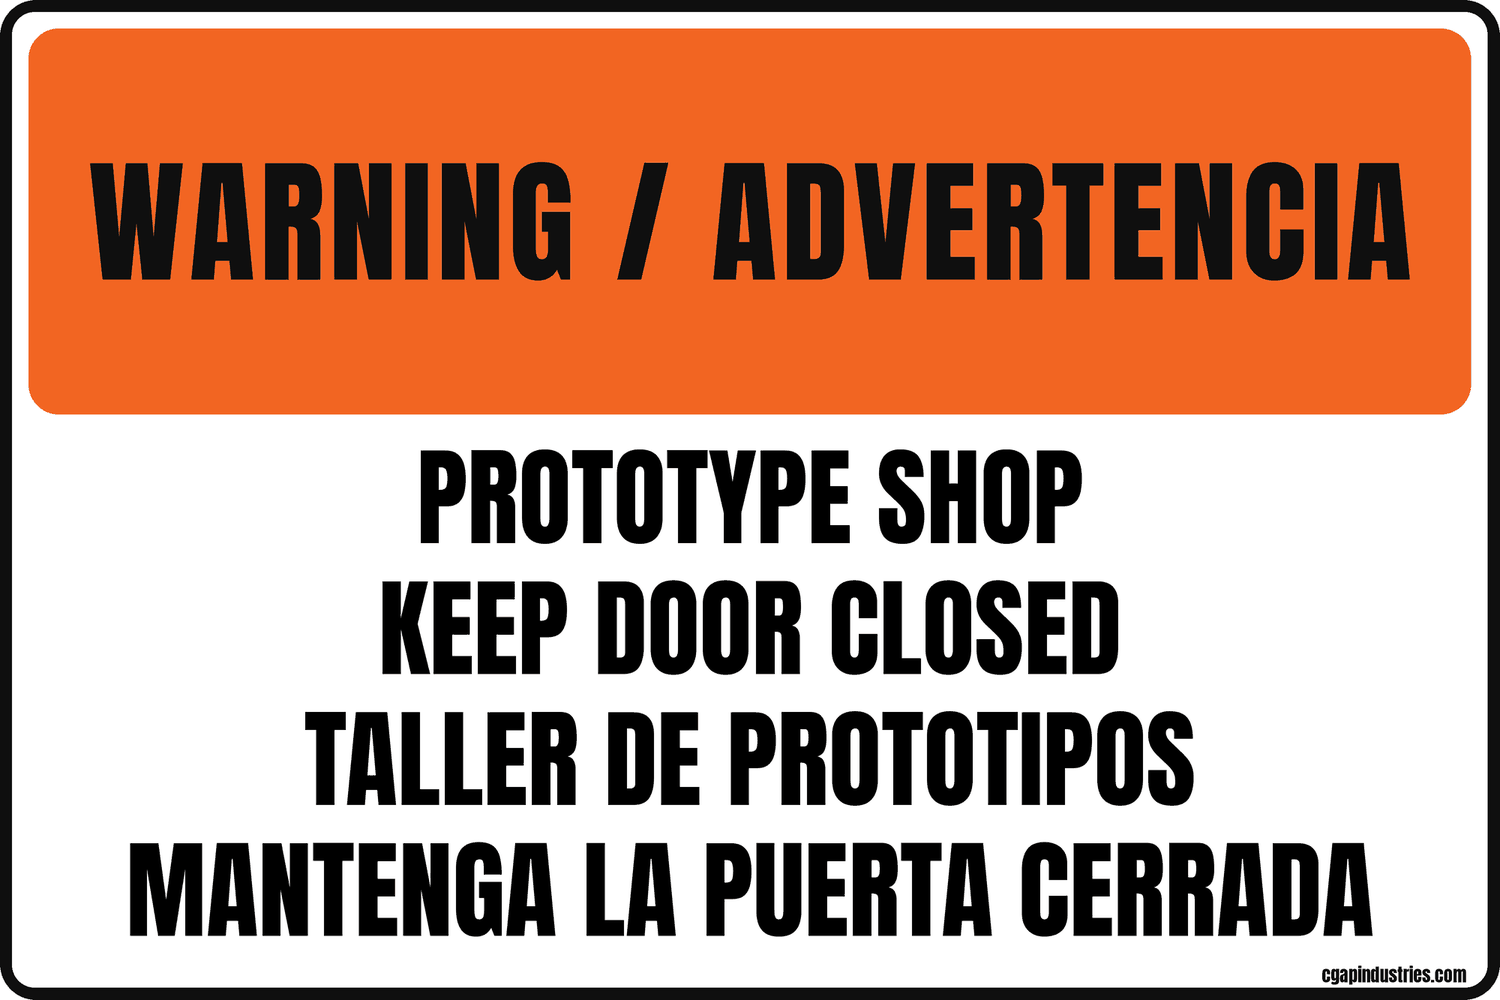 WARNING / ADVERTENCIA
PROTOTYPE SHOP
KEEP DOOR CLOSED
TALLER DE PROTOTIPOS
MANTENGA LA PUERTA CERRADA
cgapindustries.com